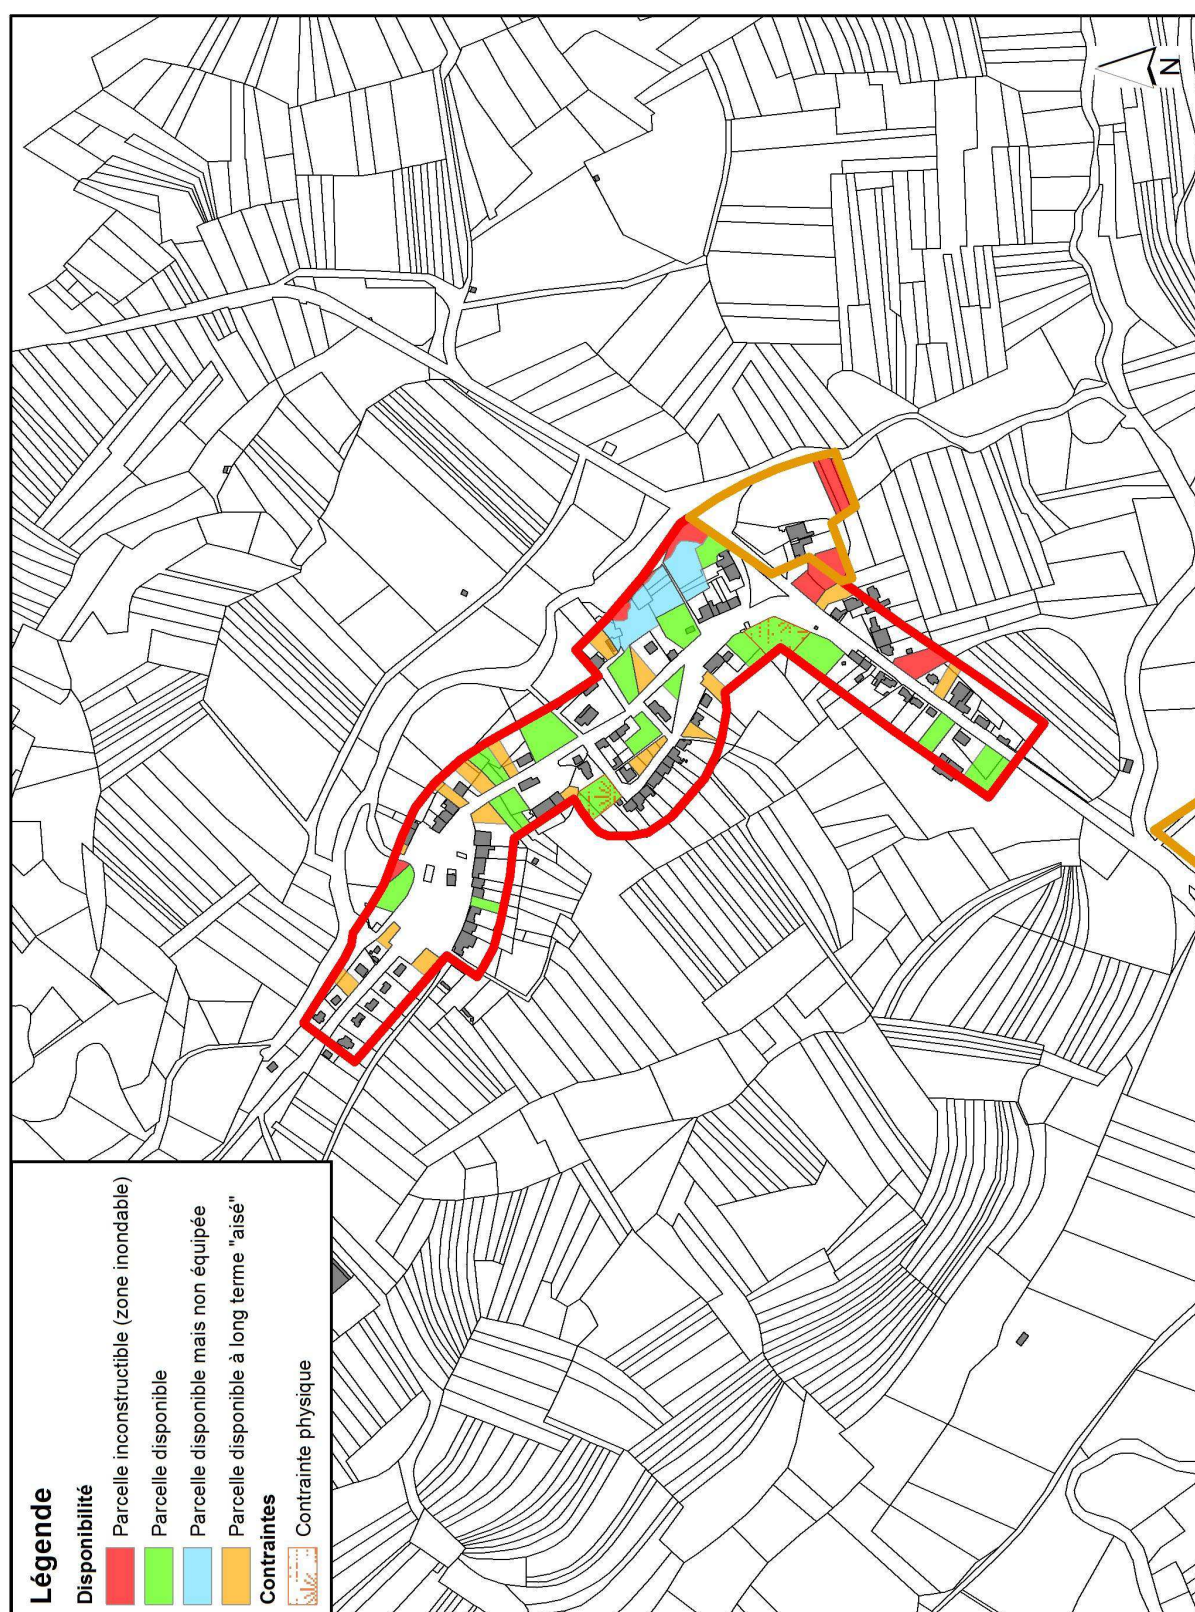 Légende
Disponibilité
Parcelle inconstructible (zone inondable)
Parcelle disponible
Parcelle disponible mais non équipée
Parcelle disponible à long terme "aisé"
Contraintes
Contrainte physique
N